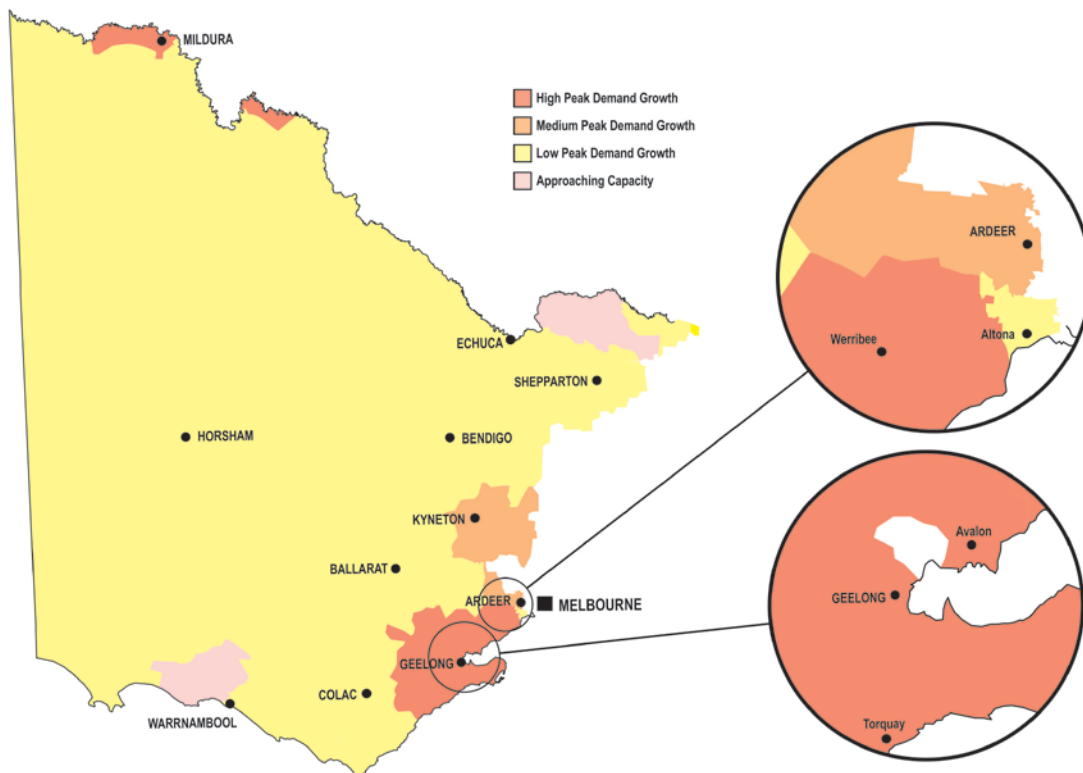 MILDURA
High Peak Demand Growth
Medium Peak Demand Growth
Low Peak Demand Growth
Approaching Capacity
ARDEER
Werribee
Altona
ECHUCA
SHEPPARTON
HORSHAM
BENDIGO
KYNETON
BALLARAT
ARDEER
MELBOURNE
GEELONG
COLAC
WARRNAMBOOL
Avalon
GEELONG
Torquay